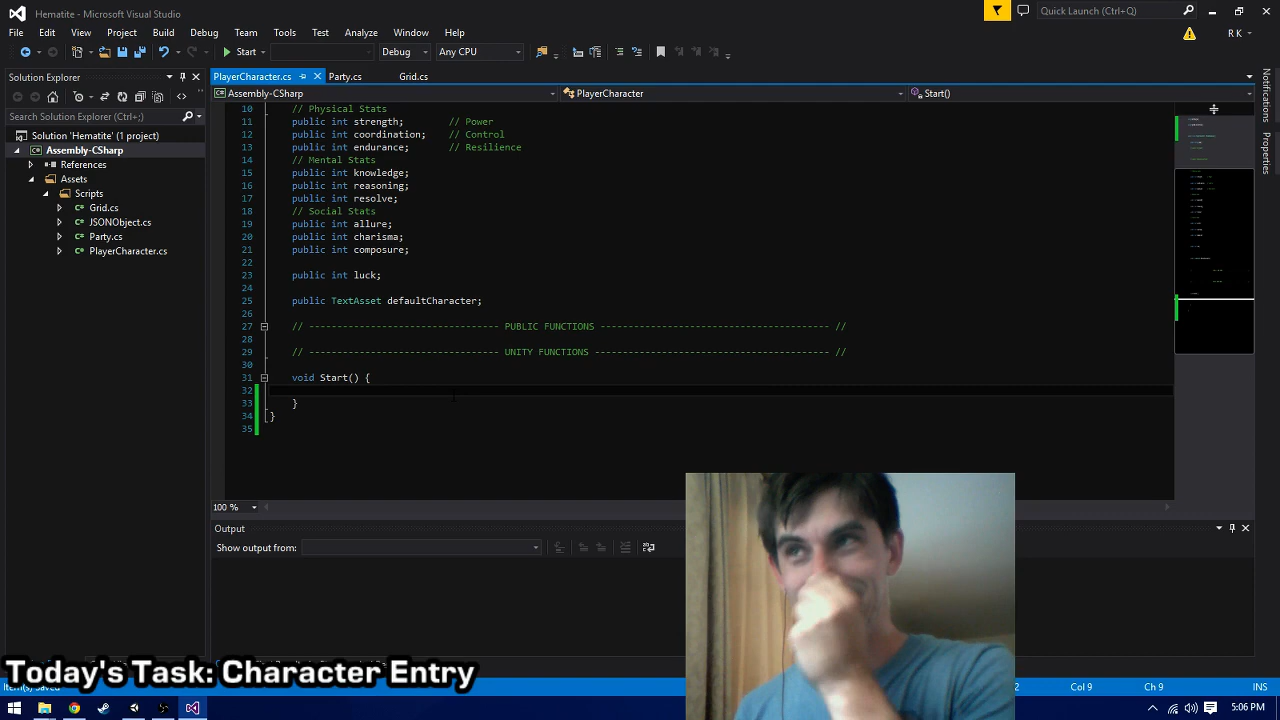 Hematite - Microsoft Visual Studio
Quick Launch (Ctrl+Q)
File Edit View Project Build Debug Team Tools Test Analyze Window Help
R K
Start Debug Any CPU
Solution Explorer
PlayerCharacter.cs Party.cs Grid.cs
Assembly-CSharp PlayerCharacter Start()
Search Solution Explorer (Ctrl+;)
Solution 'Hematite' (1 project)
Assembly-CSharp
References
Assets
Scripts
Grid.cs
JSONObject.cs
Party.cs
PlayerCharacter.cs
10 // Physical Stats
11 public int strength; // Power
12 public int coordination; // Control
13 public int endurance; // Resilience
14 // Mental Stats
15 public int knowledge;
16 public int reasoning;
17 public int resolve;
18 // Social Stats
19 public int allure;
20 public int charisma;
21 public int composure;
22
23 public int luck;
24
25 public TextAsset defaultCharacter;
26
27 // --------------------------------- PUBLIC FUNCTIONS ---------------------------------------- //
28
29 // --------------------------------- UNITY FUNCTIONS ----------------------------------------- //
30
31 void Start() {
32
33 }
34 }
35
100 %
Output
Show output from:
Notifications
Properties
Today's Task: Character Entry
Item(s) Saved
2 Col 9 Ch 9 INS
5:06 PM